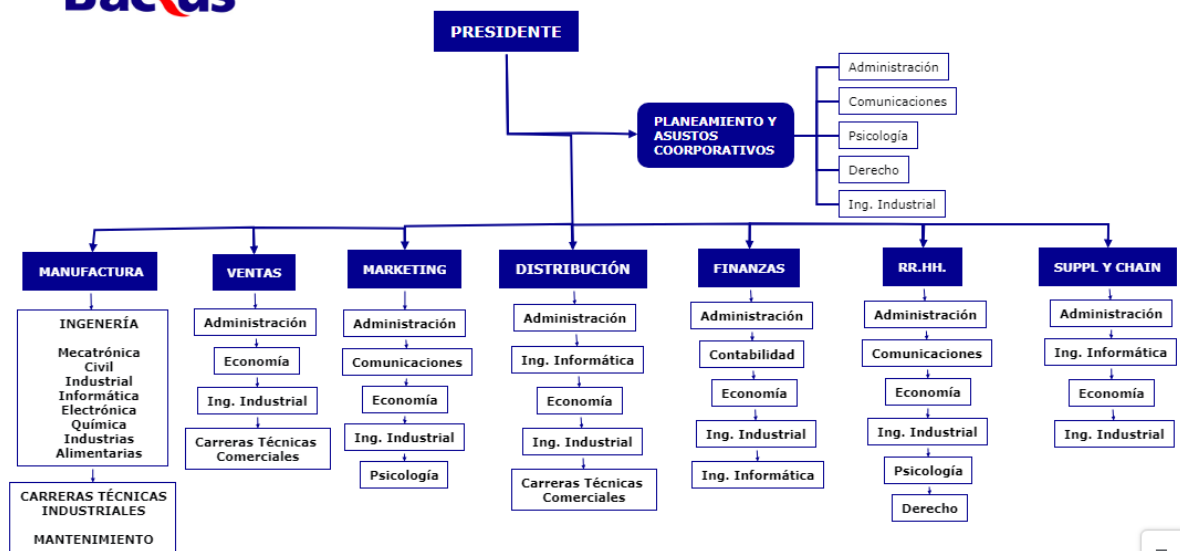 Backus
PRESIDENTE
PLANEAMIENTO Y
ASUSTOS
COORPORATIVOS
Administración
Comunicaciones
Psicología
Derecho
Ing. Industrial
MANUFACTURA
INGENERÍA
Mecatrónica
Civil
Industrial
Informática
Electrónica
Química
Industrias
Alimentarias
CARRERAS TÉCNICAS
INDUSTRIALES
MANTENIMIENTO
VENTAS
Administración
Economía
Ing. Industrial
Carreras Técnicas
Comerciales
MARKETING
Administración
Comunicaciones
Economía
Ing. Industrial
Psicología
DISTRIBUCIÓN
Administración
Ing. Informática
Economía
Ing. Industrial
Carreras Técnicas
Comerciales
FINANZAS
Administración
Contabilidad
Economía
Ing. Industrial
Ing. Informática
RR.HH.
Administración
Comunicaciones
Economía
Ing. Industrial
Psicología
Derecho
SUPPL Y CHAIN
Administración
Ing. Informática
Economía
Ing. Industrial